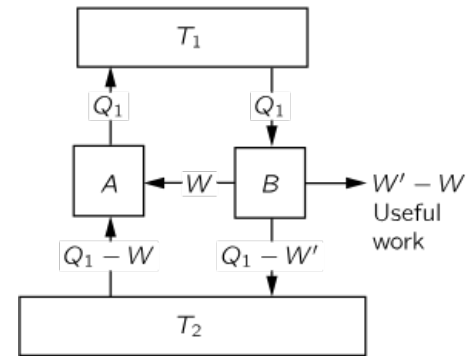 T₁
Q₁
Q₁
A
W
B
W′ − W
Useful
work
Q₁ − W
Q₁ − W′
T₂